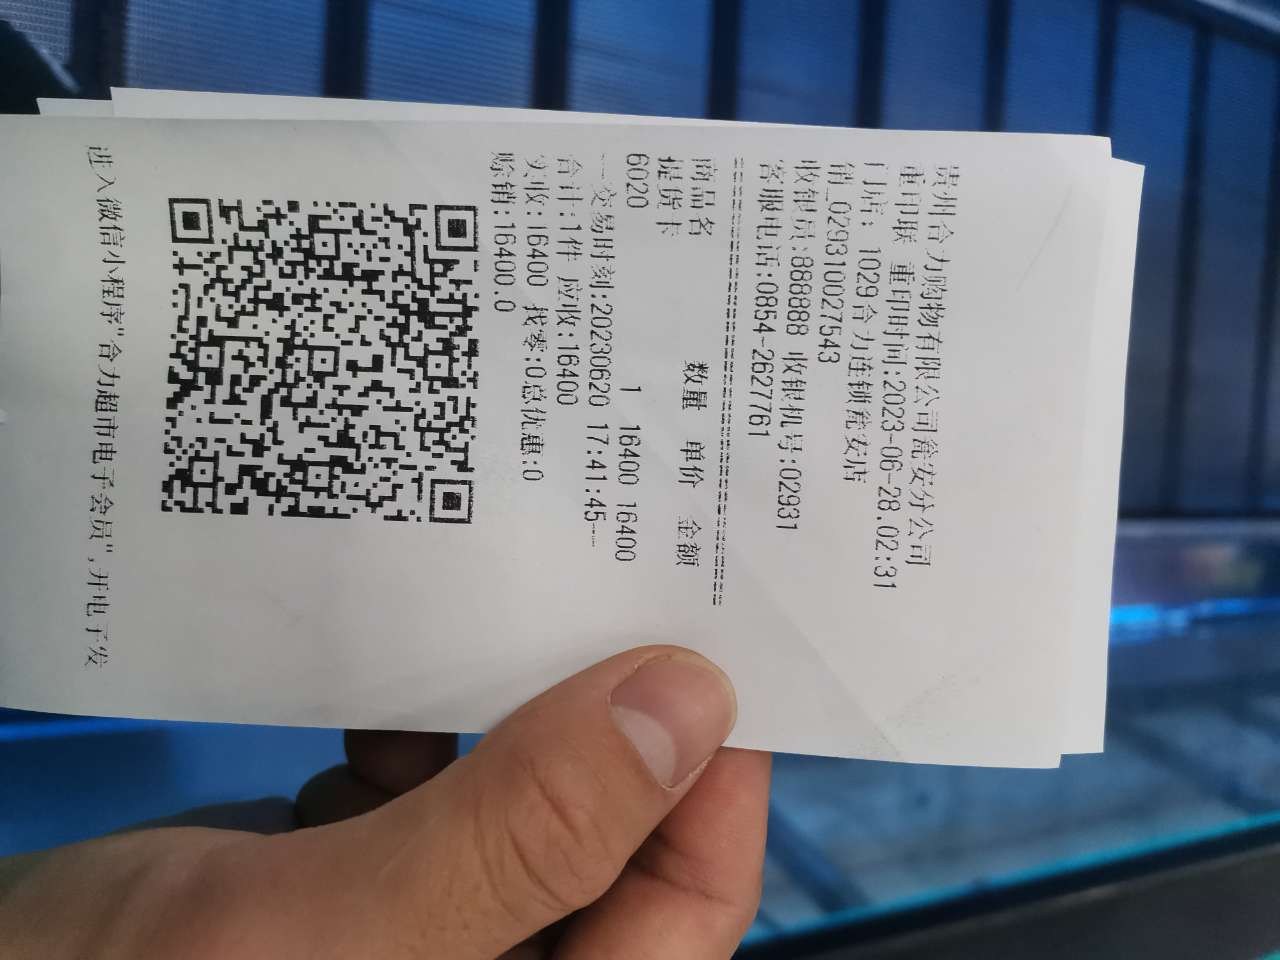 贵州合力购物有限公司瓮安分公司
重印联 重印时间:2023-06-28.02:31
门店: 1029合力连锁瓮安店
销_029310027543
收银员:888888 收银机号:02931
客服电话:0854-2627761
商品名 数量 单价 金额
提货卡
6020 1 16400 16400
---交易时刻:20230620 17:41:45---
合计:1件 应收:16400
实收:16400 找零:0总优惠:0
赊销:16400.0
进入微信小程序"合力超市电子会员",开电子发